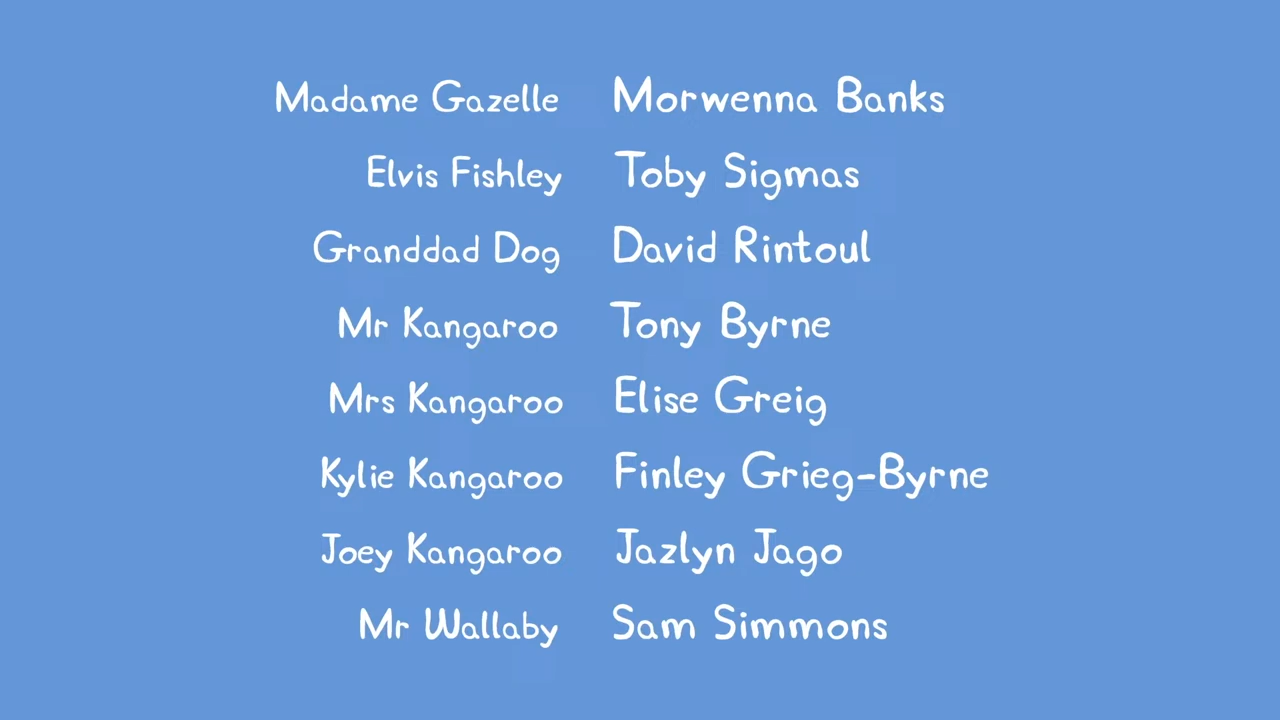 Madame Gazelle Morwenna Banks
Elvis Fishley Toby Sigmas
Granddad Dog David Rintoul
Mr Kangaroo Tony Byrne
Mrs Kangaroo Elise Greig
Kylie Kangaroo Finley Grieg-Byrne
Joey Kangaroo Jazlyn Jago
Mr Wallaby Sam Simmons